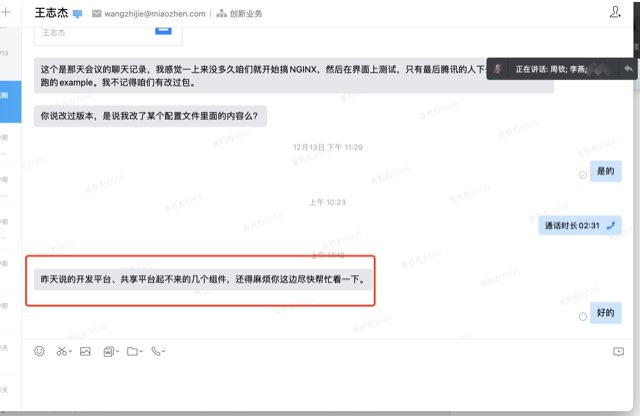 王志杰
wangzhijie@miaozhen.com
创新业务
王志杰
这个是那天会议的聊天记录，我感觉一上来没多久咱们就开始搞NGINX，然后在界面上测试，只有最后腾讯的人下
正在讲话: 周钦; 李燕;
跑的example。我不记得咱们有改过包。
你说改过版本，是说我改了某个配置文件里面的内容么？
12月13日 下午 11:29
是的
上午 10:23
通话时长02:31
昨天说的开发平台、共享平台起不来的几个组件，还得麻烦你这边尽快帮忙看一下。
好的